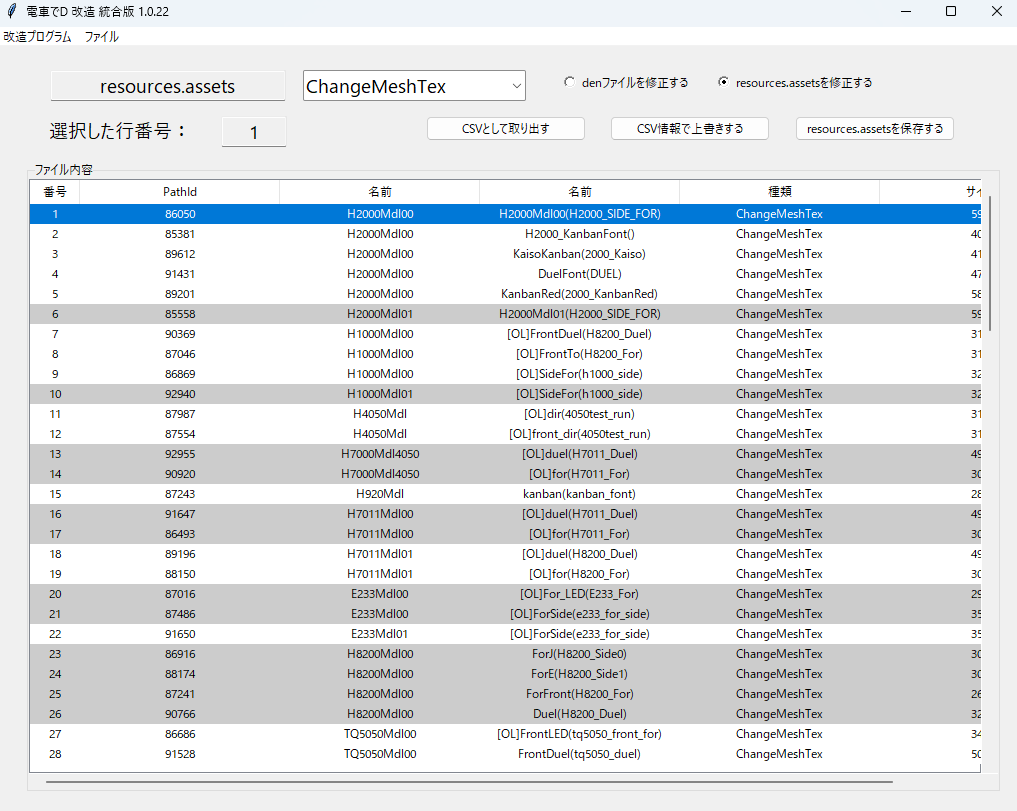 電車でD 改造 統合版 1.0.22
改造プログラム ファイル
resources.assets ChangeMeshTex denファイルを修正する resources.assetsを修正する
選択した行番号： 1 CSVとして取り出す CSV情報で上書きする resources.assetsを保存する
ファイル内容
番号 PathId 名前 名前 種類 サイ
1 86050 H2000Mdl00 H2000Mdl00(H2000_SIDE_FOR) ChangeMeshTex 59
2 85381 H2000Mdl00 H2000_KanbanFont() ChangeMeshTex 40
3 89612 H2000Mdl00 KaisoKanban(2000_Kaiso) ChangeMeshTex 41
4 91431 H2000Mdl00 DuelFont(DUEL) ChangeMeshTex 47
5 89201 H2000Mdl00 KanbanRed(2000_KanbanRed) ChangeMeshTex 58
6 85558 H2000Mdl01 H2000Mdl01(H2000_SIDE_FOR) ChangeMeshTex 59
7 90369 H1000Mdl00 [OL]FrontDuel(H8200_Duel) ChangeMeshTex 31
8 87046 H1000Mdl00 [OL]FrontTo(H8200_For) ChangeMeshTex 31
9 86869 H1000Mdl00 [OL]SideFor(h1000_side) ChangeMeshTex 32
10 92940 H1000Mdl01 [OL]SideFor(h1000_side) ChangeMeshTex 32
11 87987 H4050Mdl [OL]dir(4050test_run) ChangeMeshTex 31
12 87554 H4050Mdl [OL]front_dir(4050test_run) ChangeMeshTex 31
13 92955 H7000Mdl4050 [OL]duel(H7011_Duel) ChangeMeshTex 49
14 90920 H7000Mdl4050 [OL]for(H7011_For) ChangeMeshTex 30
15 87243 H920Mdl kanban(kanban_font) ChangeMeshTex 28
16 91647 H7011Mdl00 [OL]duel(H7011_Duel) ChangeMeshTex 49
17 86493 H7011Mdl00 [OL]for(H7011_For) ChangeMeshTex 30
18 89196 H7011Mdl01 [OL]duel(H8200_Duel) ChangeMeshTex 49
19 88150 H7011Mdl01 [OL]for(H8200_For) ChangeMeshTex 30
20 87016 E233Mdl00 [OL]For_LED(E233_For) ChangeMeshTex 29
21 87486 E233Mdl00 [OL]ForSide(e233_for_side) ChangeMeshTex 35
22 91650 E233Mdl01 [OL]ForSide(e233_for_side) ChangeMeshTex 35
23 86916 H8200Mdl00 ForJ(H8200_Side0) ChangeMeshTex 30
24 88174 H8200Mdl00 ForE(H8200_Side1) ChangeMeshTex 30
25 87241 H8200Mdl00 ForFront(H8200_For) ChangeMeshTex 26
26 90766 H8200Mdl00 Duel(H8200_Duel) ChangeMeshTex 32
27 86686 TQ5050Mdl00 [OL]FrontLED(tq5050_front_for) ChangeMeshTex 34
28 91528 TQ5050Mdl00 FrontDuel(tq5050_duel) ChangeMeshTex 50